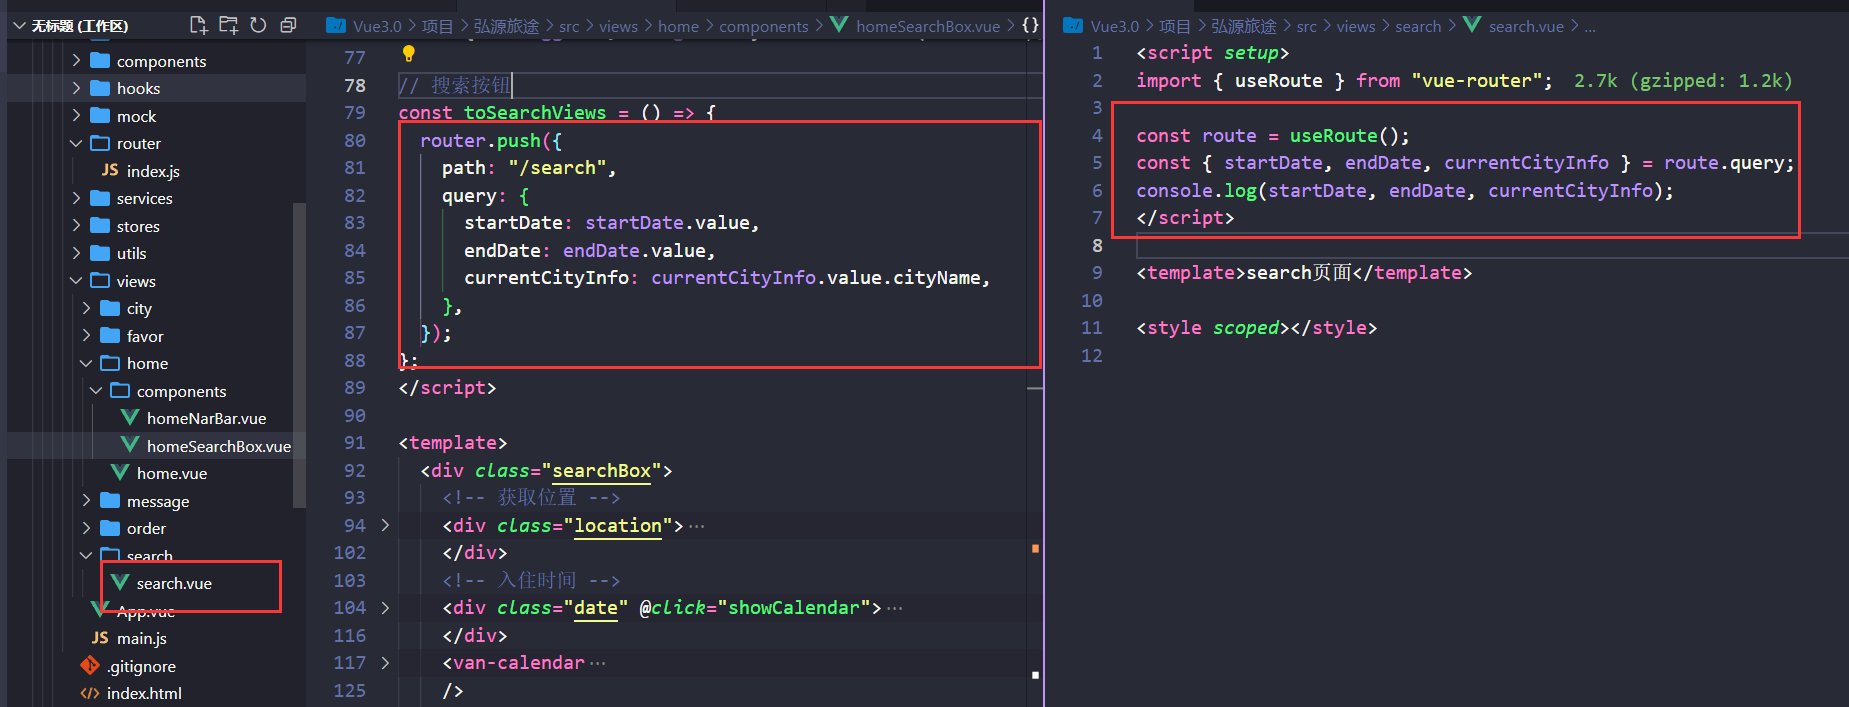 无标题 (工作区)
components
hooks
mock
router
JS index.js
services
stores
utils
views
city
favor
home
components
homeNarBar.vue
homeSearchBox.vue
home.vue
message
order
search
search.vue
App.vue
JS main.js
.gitignore
index.html
Vue3.0 > 项目 > 弘源旅途 > src > views > home > components > homeSearchBox.vue > {}
77
78 // 搜索按钮
79 const toSearchViews = () => {
80 router.push({
81 path: "/search",
82 query: {
83 startDate: startDate.value,
84 endDate: endDate.value,
85 currentCityInfo: currentCityInfo.value.cityName,
86 },
87 });
88 };
89 </script>
90
91 <template>
92 <div class="searchBox">
93 <!-- 获取位置 -->
94 <div class="location">…
102 </div>
103 <!-- 入住时间 -->
104 <div class="date" @click="showCalendar">…
116 </div>
117 <van-calendar…
125 />
Vue3.0 > 项目 > 弘源旅途 > src > views > search > search.vue > ...
1 <script setup>
2 import { useRoute } from "vue-router"; 2.7k (gzipped: 1.2k)
3
4 const route = useRoute();
5 const { startDate, endDate, currentCityInfo } = route.query;
6 console.log(startDate, endDate, currentCityInfo);
7 </script>
8
9 <template>search页面</template>
10
11 <style scoped></style>
12